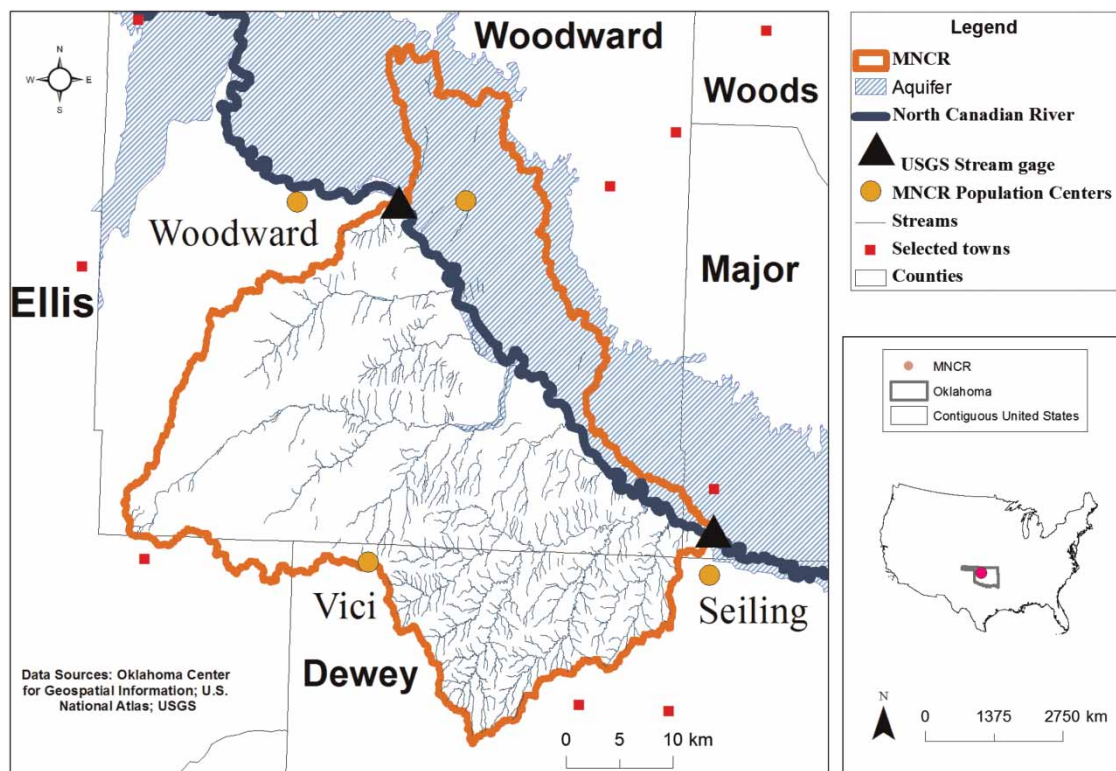 Woodward
Woods
N
W E
S
Woodward
Ellis
Major
Vici
Seiling
Dewey
Data Sources: Oklahoma Center
for Geospatial Information; U.S.
National Atlas; USGS
0 5 10 km
Legend
MNCR
Aquifer
North Canadian River
USGS Stream gage
MNCR Population Centers
Streams
Selected towns
Counties
MNCR
Oklahoma
Contiguous United States
N
0 1375 2750 km